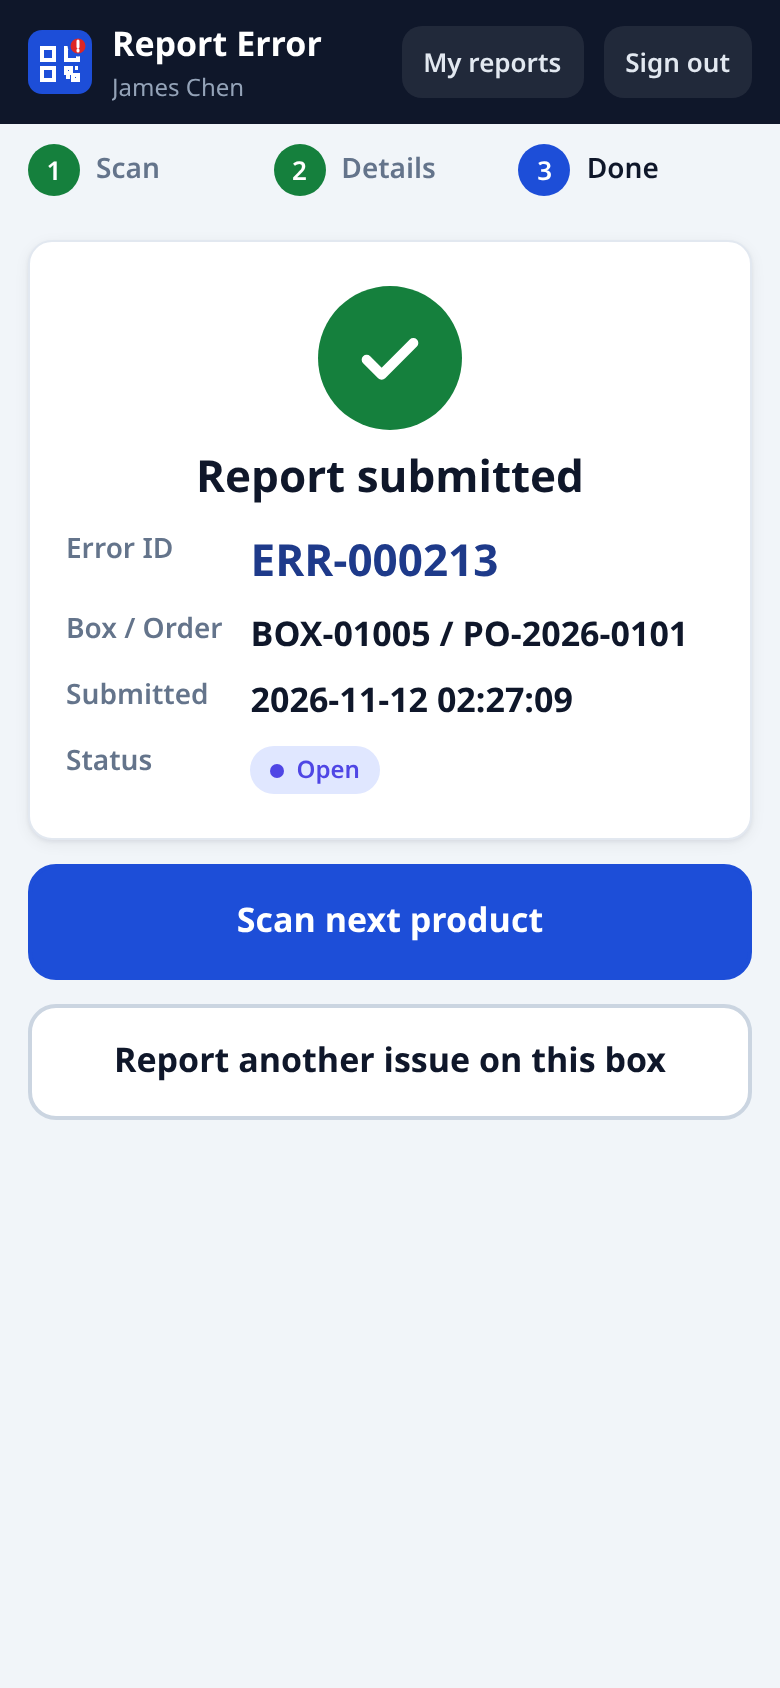 Report Error
James Chen
My reports
Sign out
1 Scan
2 Details
3 Done
Report submitted
Error ID ERR-000213
Box / Order BOX-01005 / PO-2026-0101
Submitted 2026-11-12 02:27:09
Status Open
Scan next product
Report another issue on this box